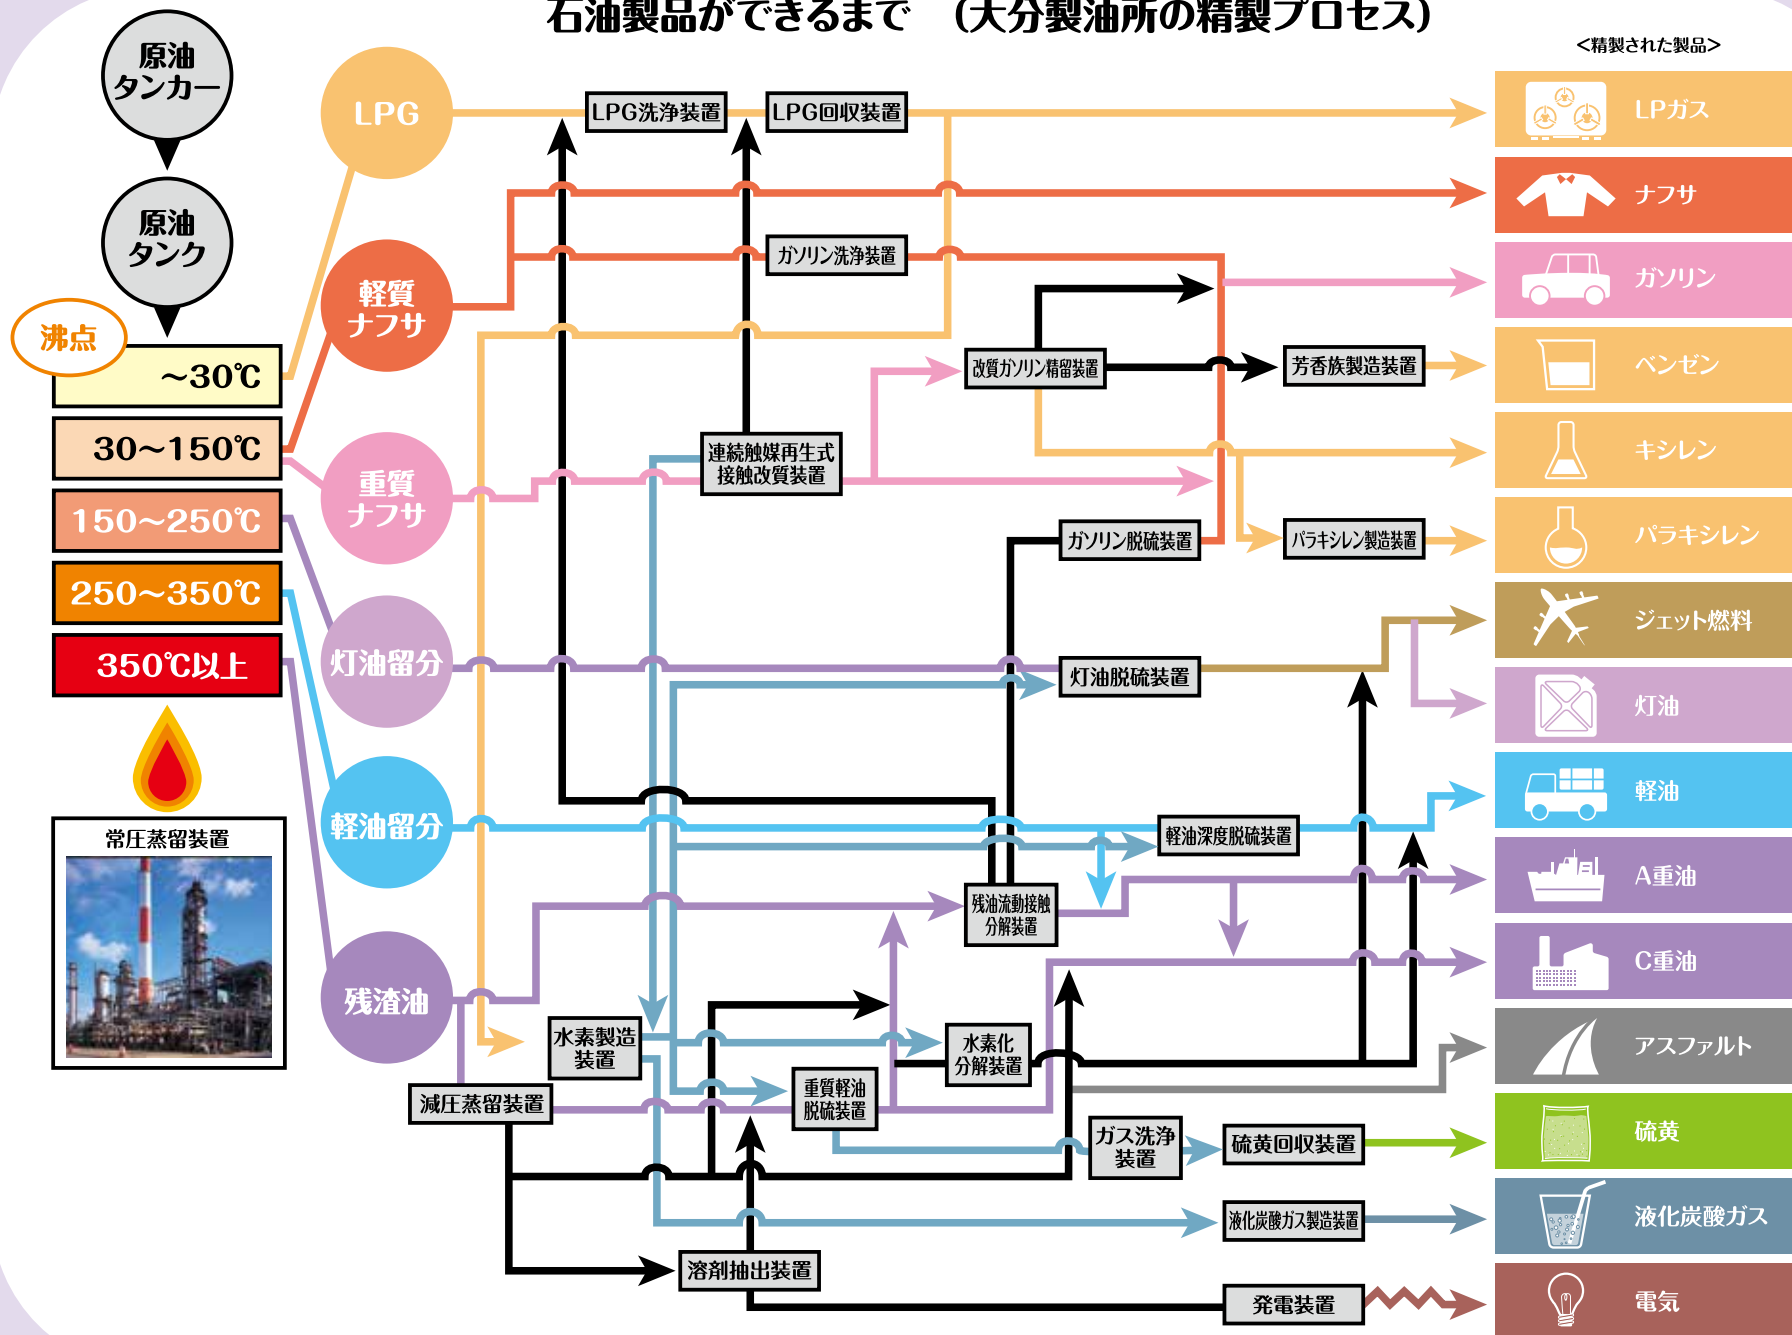 石油製品ができるまで　（大分製油所の精製プロセス）
＜精製された製品＞
原油
タンカー
原油
タンク
沸点
～30℃
30～150℃
150～250℃
250～350℃
350℃以上
常圧蒸留装置
LPG
軽質
ナフサ
重質
ナフサ
灯油留分
軽油留分
残渣油
LPG洗浄装置
LPG回収装置
ガソリン洗浄装置
改質ガソリン精留装置
芳香族製造装置
連続触媒再生式
接触改質装置
ガソリン脱硫装置
パラキシレン製造装置
灯油脱硫装置
軽油深度脱硫装置
残油流動接触
分解装置
水素製造
装置
水素化
分解装置
減圧蒸留装置
重質軽油
脱硫装置
ガス洗浄
装置
硫黄回収装置
液化炭酸ガス製造装置
溶剤抽出装置
発電装置
LPガス
ナフサ
ガソリン
ベンゼン
キシレン
パラキシレン
ジェット燃料
灯油
軽油
A重油
C重油
アスファルト
硫黄
液化炭酸ガス
電気